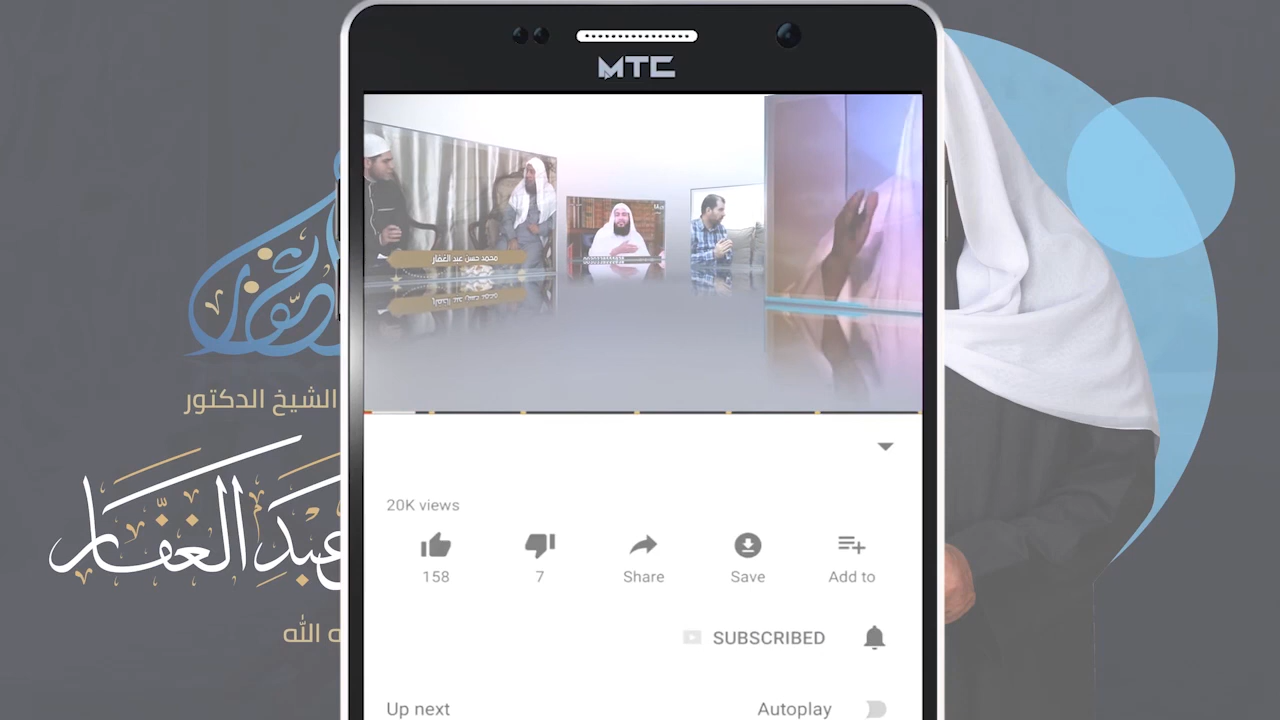 MTC
محمد حسن عبد الغفار
الشيخ الدكتور
عبد الغفار
ه الله
20K views
158
7
Share
Save
Add to
SUBSCRIBED
Up next
Autoplay